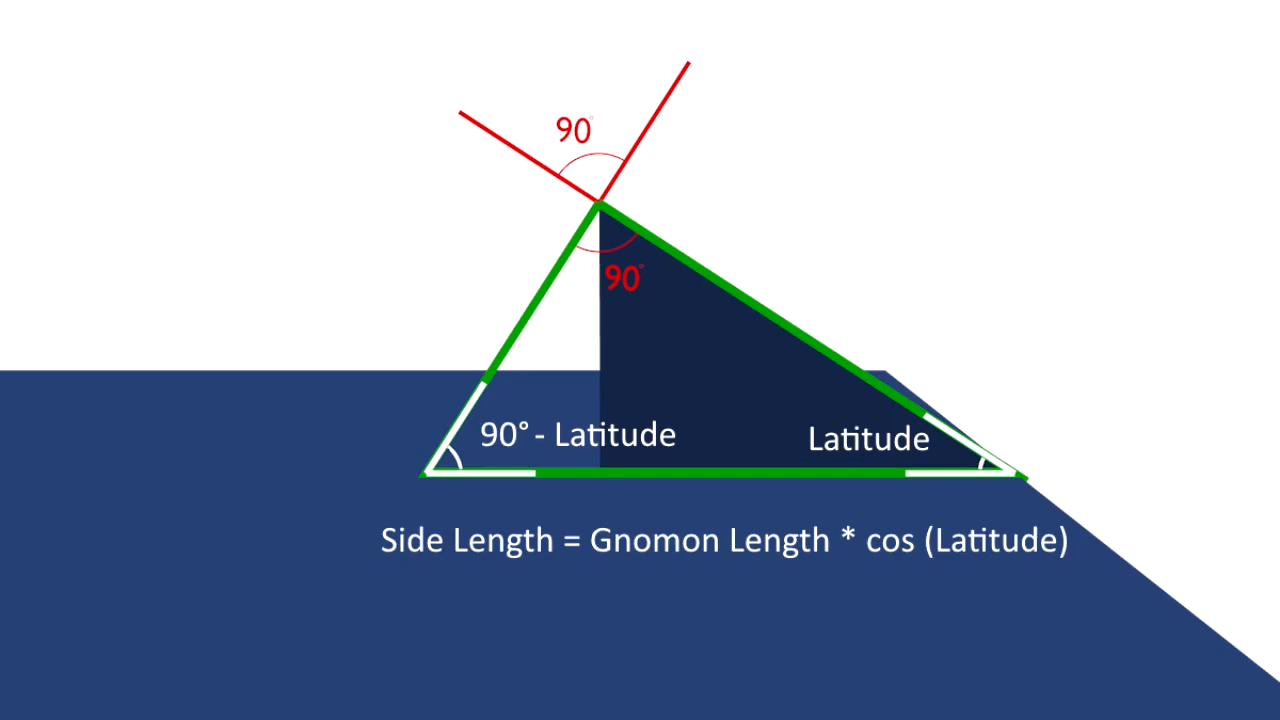 90°
90°
90° - Latitude
Latitude
Side Length = Gnomon Length * cos (Latitude)